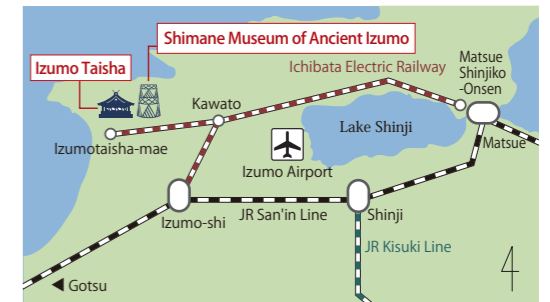 Shimane Museum of Ancient Izumo
Izumo Taisha
Ichibata Electric Railway
Matsue
Shinjiko
-Onsen
Kawato
Lake Shinji
Izumotaisha-mae
Matsue
Izumo Airport
Izumo-shi
JR San'in Line
Shinji
JR Kisuki Line
◀ Gotsu
4